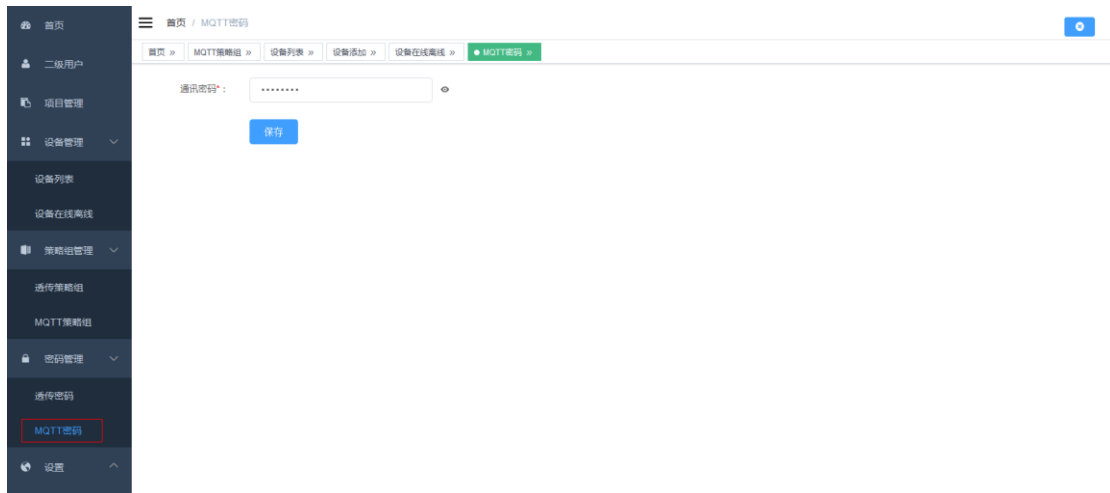 首页
二级用户
项目管理
设备管理
设备列表
设备在线离线
策略组管理
透传策略组
MQTT策略组
密码管理
透传密码
MQTT密码
设置
首页 / MQTT密码
首页 » MQTT策略组 » 设备列表 » 设备添加 » 设备在线离线 » MQTT密码 »
通讯密码*： ••••••••
保存